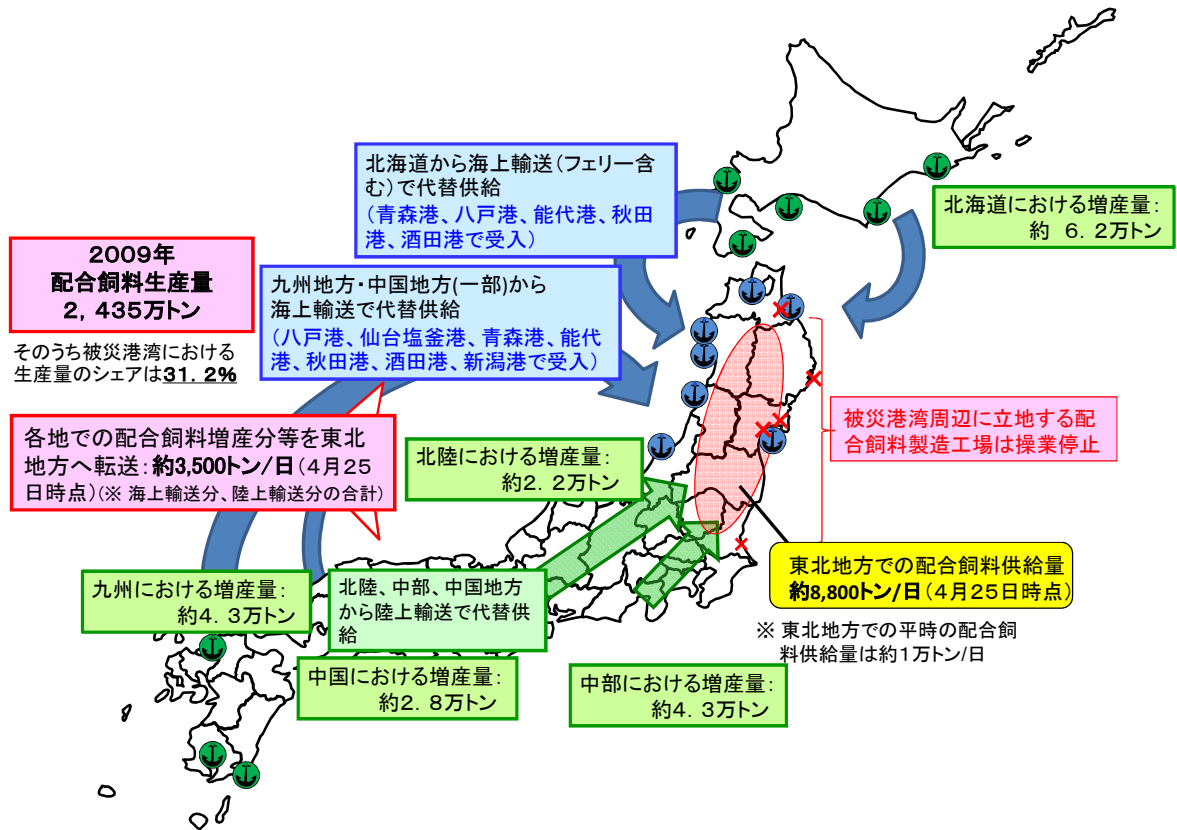 北海道から海上輸送(フェリー含
む)で代替供給
(青森港、八戸港、能代港、秋田
港、酒田港で受入)
北海道における増産量：
約 ６．２万トン
２００９年
配合飼料生産量
２，４３５万トン
そのうち被災港湾における
生産量のシェアは３１．２％
九州地方・中国地方(一部)から
海上輸送で代替供給
(八戸港、仙台塩釜港、青森港、能代
港、秋田港、酒田港、新潟港で受入)
各地での配合飼料増産分等を東北
地方へ転送：約3,500トン/日(４月２５
日時点)(※ 海上輸送分、陸上輸送分の合計)
北陸における増産量：
約２．２万トン
被災港湾周辺に立地する配
合飼料製造工場は操業停止
東北地方での配合飼料供給量
約8,800トン/日(４月２５日時点)
※ 東北地方での平時の配合飼
料供給量は約１万トン/日
九州における増産量：
約４．３万トン
北陸、中部、中国地方
から陸上輸送で代替供
給
中国における増産量：
約２．８万トン
中部における増産量：
約４．３万トン